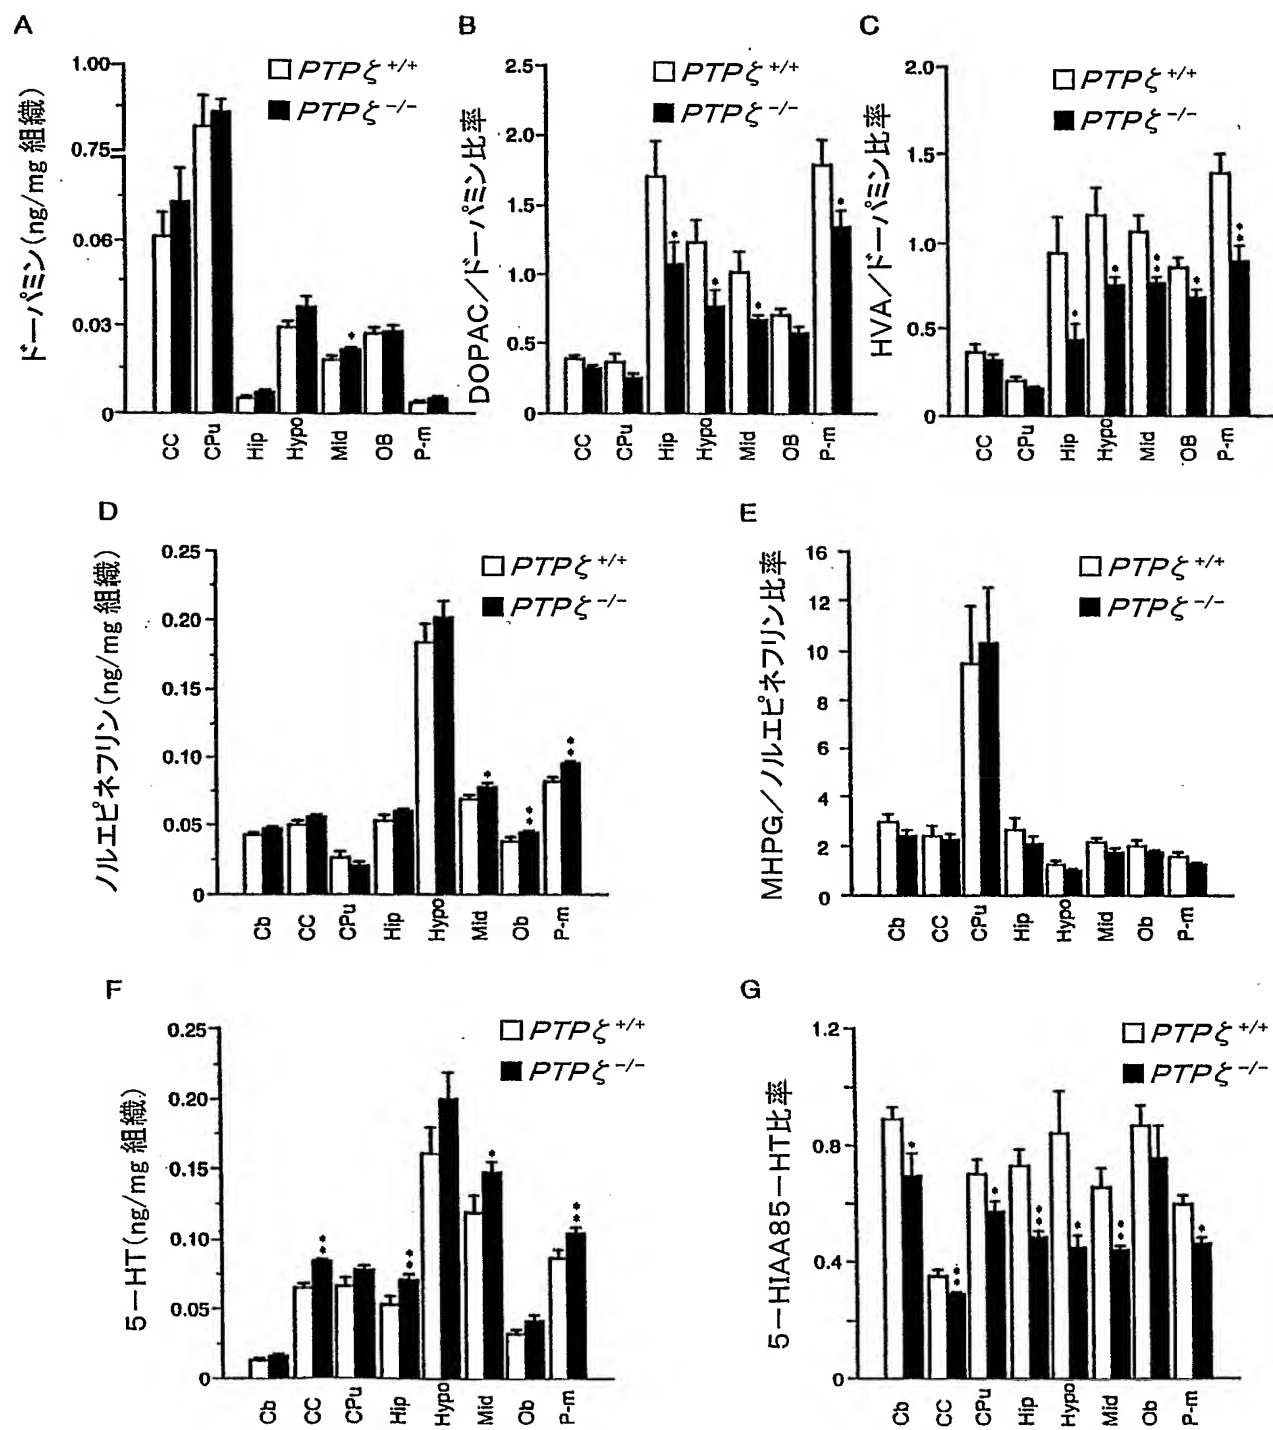 A
ドーパミン(ng/mg 組織)
1.00
0.75
0.06
0.03
0
PTPζ +/+
PTPζ -/-
CC CPu Hip Hypo Mid OB P-m
*
B
DOPAC/ドーパミン比率
2.5
2.0
1.5
1.0
0.5
0
PTPζ +/+
PTPζ -/-
* * * *
CC CPu Hip Hypo Mid OB P-m
C
HVA/ドーパミン比率
2.0
1.5
1.0
0.5
0
PTPζ +/+
PTPζ -/-
* * ** * **
CC CPu Hip Hypo Mid OB P-m
D
ノルエピネフリン(ng/mg 組織)
0.25
0.20
0.15
0.10
0.05
0
PTPζ +/+
PTPζ -/-
* ** **
Cb CC CPu Hip Hypo Mid Ob P-m
E
MHPG/ノルエピネフリン比率
16
12
10
8
6
4
2
0
PTPζ +/+
PTPζ -/-
Cb CC CPu Hip Hypo Mid Ob P-m
F
5-HT(ng/mg 組織)
0.25
0.20
0.15
0.10
0.05
0
PTPζ +/+
PTPζ -/-
** ** * **
Cb CC CPu Hip Hypo Mid Ob P-m
G
5-HIAA85-HT比率
1.2
0.8
0.4
0
PTPζ +/+
PTPζ -/-
* ** * ** * ** *
Cb CC CPu Hip Hypo Mid Ob P-m